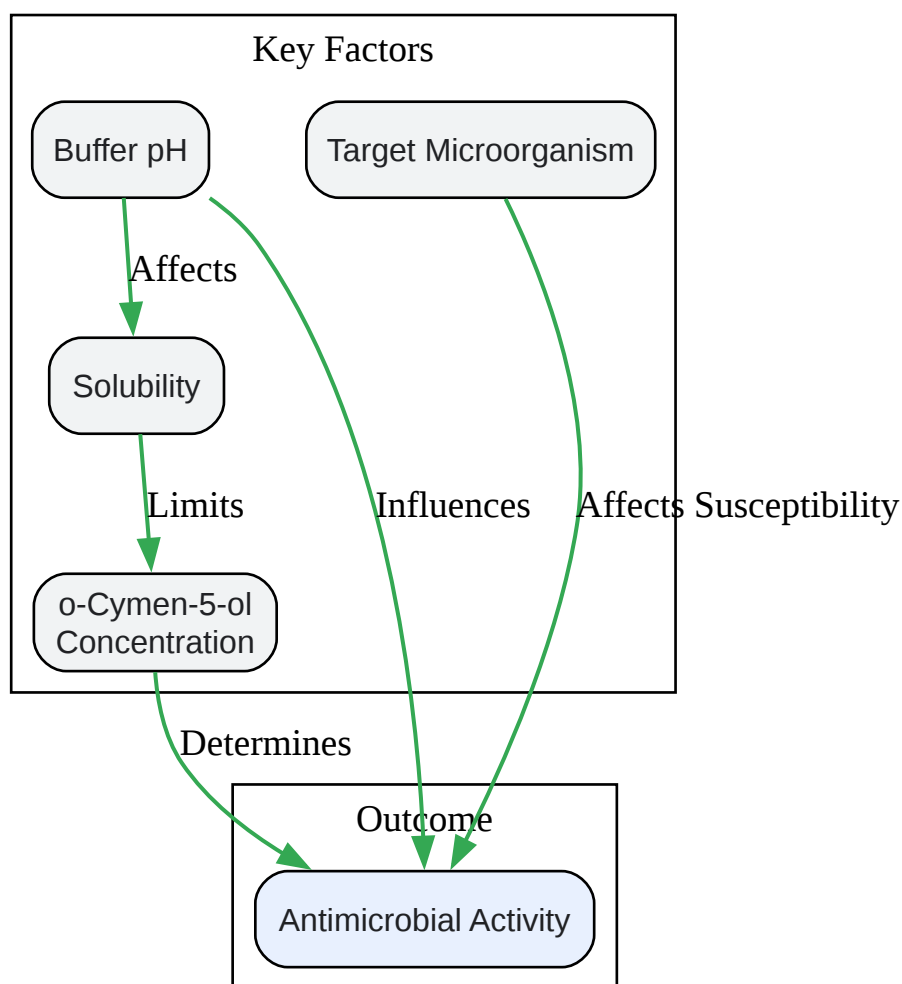 Key Factors
Buffer pH
Target Microorganism
Affects
Solubility
Limits
Influences
Affects Susceptibility
o-Cymen-5-ol
Concentration
Determines
Outcome
Antimicrobial Activity